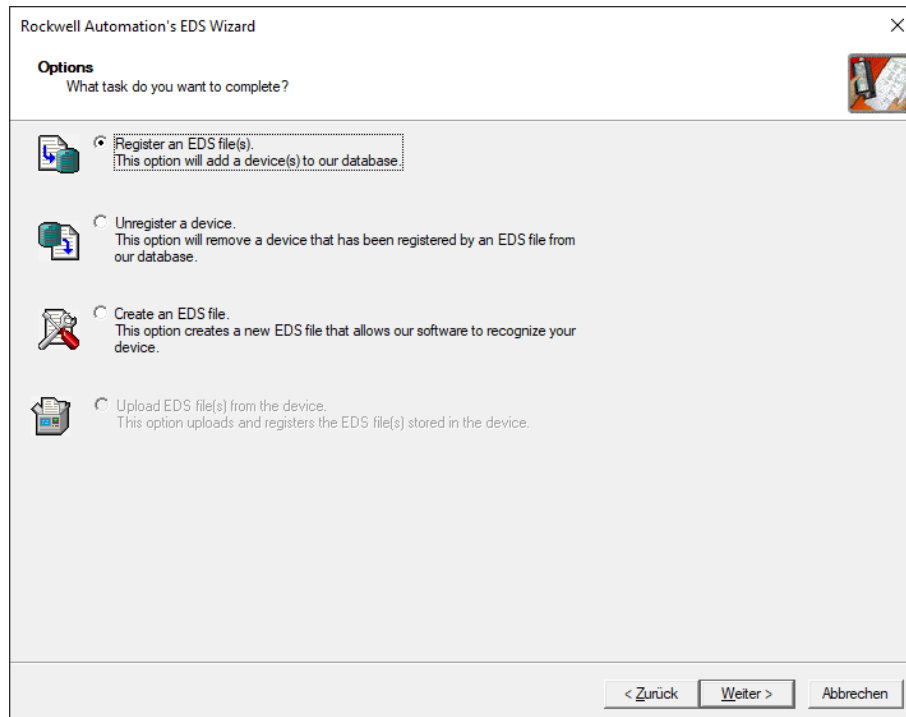 Rockwell Automation's EDS Wizard
Options
What task do you want to complete?
Register an EDS file(s).
This option will add a device(s) to our database.
Unregister a device.
This option will remove a device that has been registered by an EDS file from
our database.
Create an EDS file.
This option creates a new EDS file that allows our software to recognize your
device.
Upload EDS file(s) from the device.
This option uploads and registers the EDS file(s) stored in the device.
< Zurück Weiter > Abbrechen